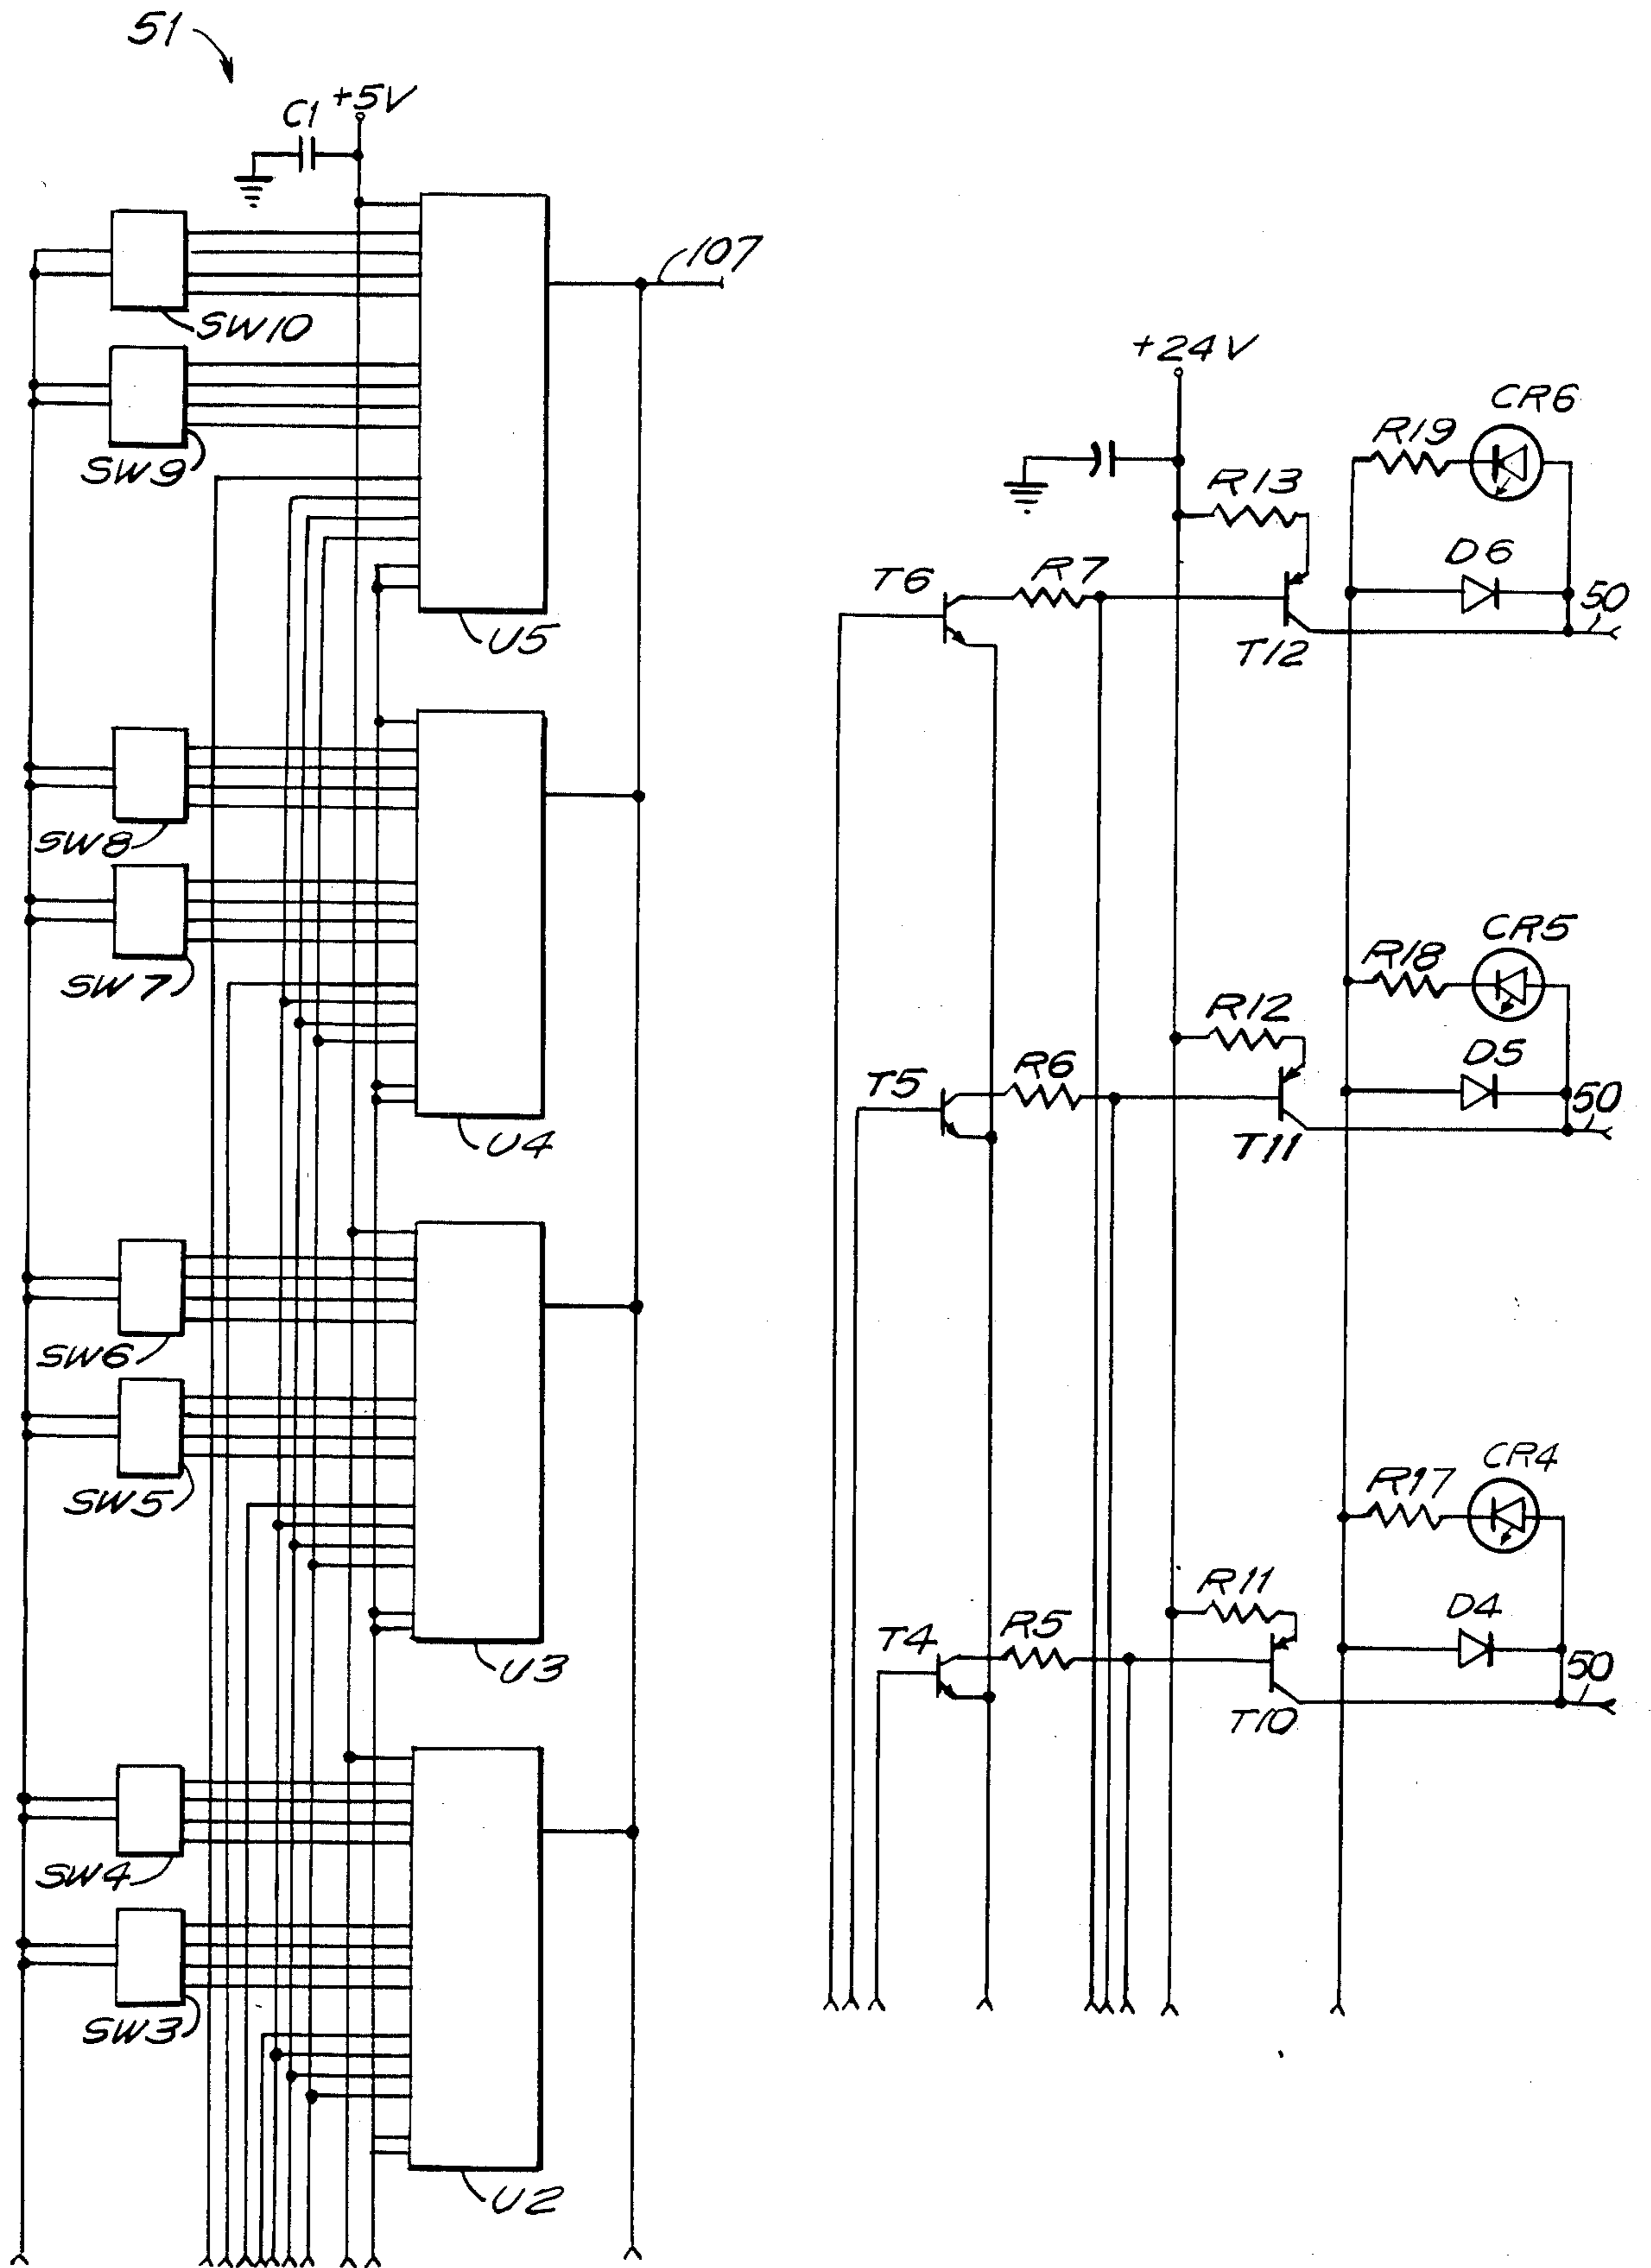 51
C1
+5V
107
SW10
SW9
U5
SW8
SW7
U4
SW6
SW5
U3
SW4
SW3
U2
+24V
CR6
R19
R13
D6
T6
R7
50
T12
CR5
R18
R12
D5
T5
R6
50
T11
CR4
R17
R11
D4
T4
R5
50
T10